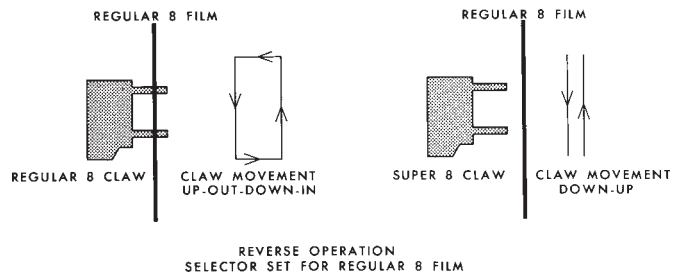 REGULAR 8 FILM
REGULAR 8 CLAW
CLAW MOVEMENT
UP-OUT-DOWN-IN
REGULAR 8 FILM
SUPER 8 CLAW
CLAW MOVEMENT
DOWN-UP
REVERSE OPERATION
SELECTOR SET FOR REGULAR 8 FILM